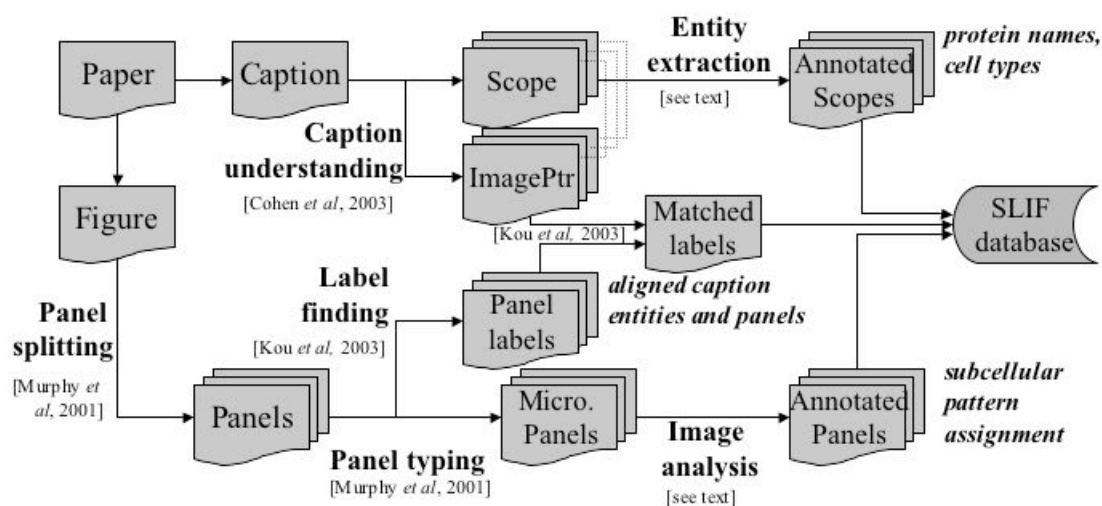 Paper
Caption
Scope
Entity
extraction
[see text]
Annotated
Scopes
protein names,
cell types
Caption
understanding
[Cohen et al, 2003]
ImagePtr
Figure
[Kou et al, 2003]
Matched
labels
SLIF
database
Label
finding
[Kou et al, 2003]
Panel
labels
aligned caption
entities and panels
Panel
splitting
[Murphy et
al, 2001]
Panels
Panel typing
[Murphy et al, 2001]
Micro.
Panels
Image
analysis
[see text]
Annotated
Panels
subcellular
pattern
assignment